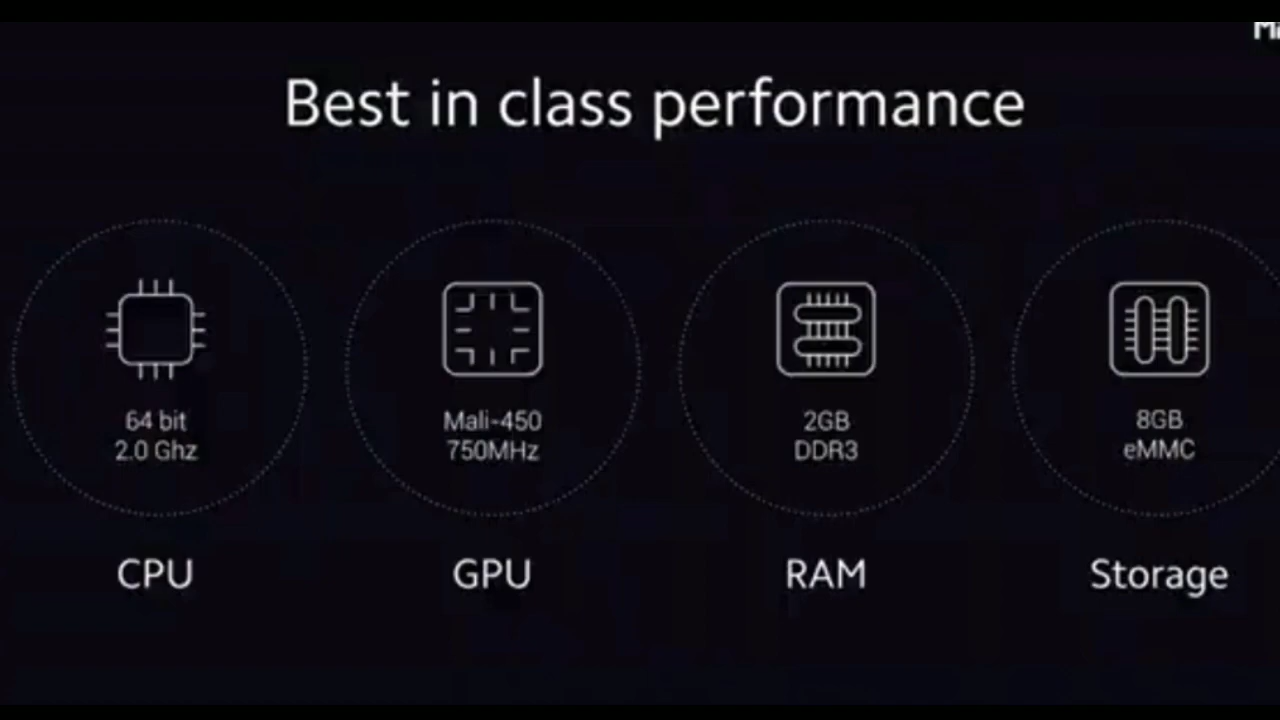 Best in class performance
64 bit
2.0 Ghz
Mali-450
750MHz
2GB
DDR3
8GB
eMMC
CPU
GPU
RAM
Storage